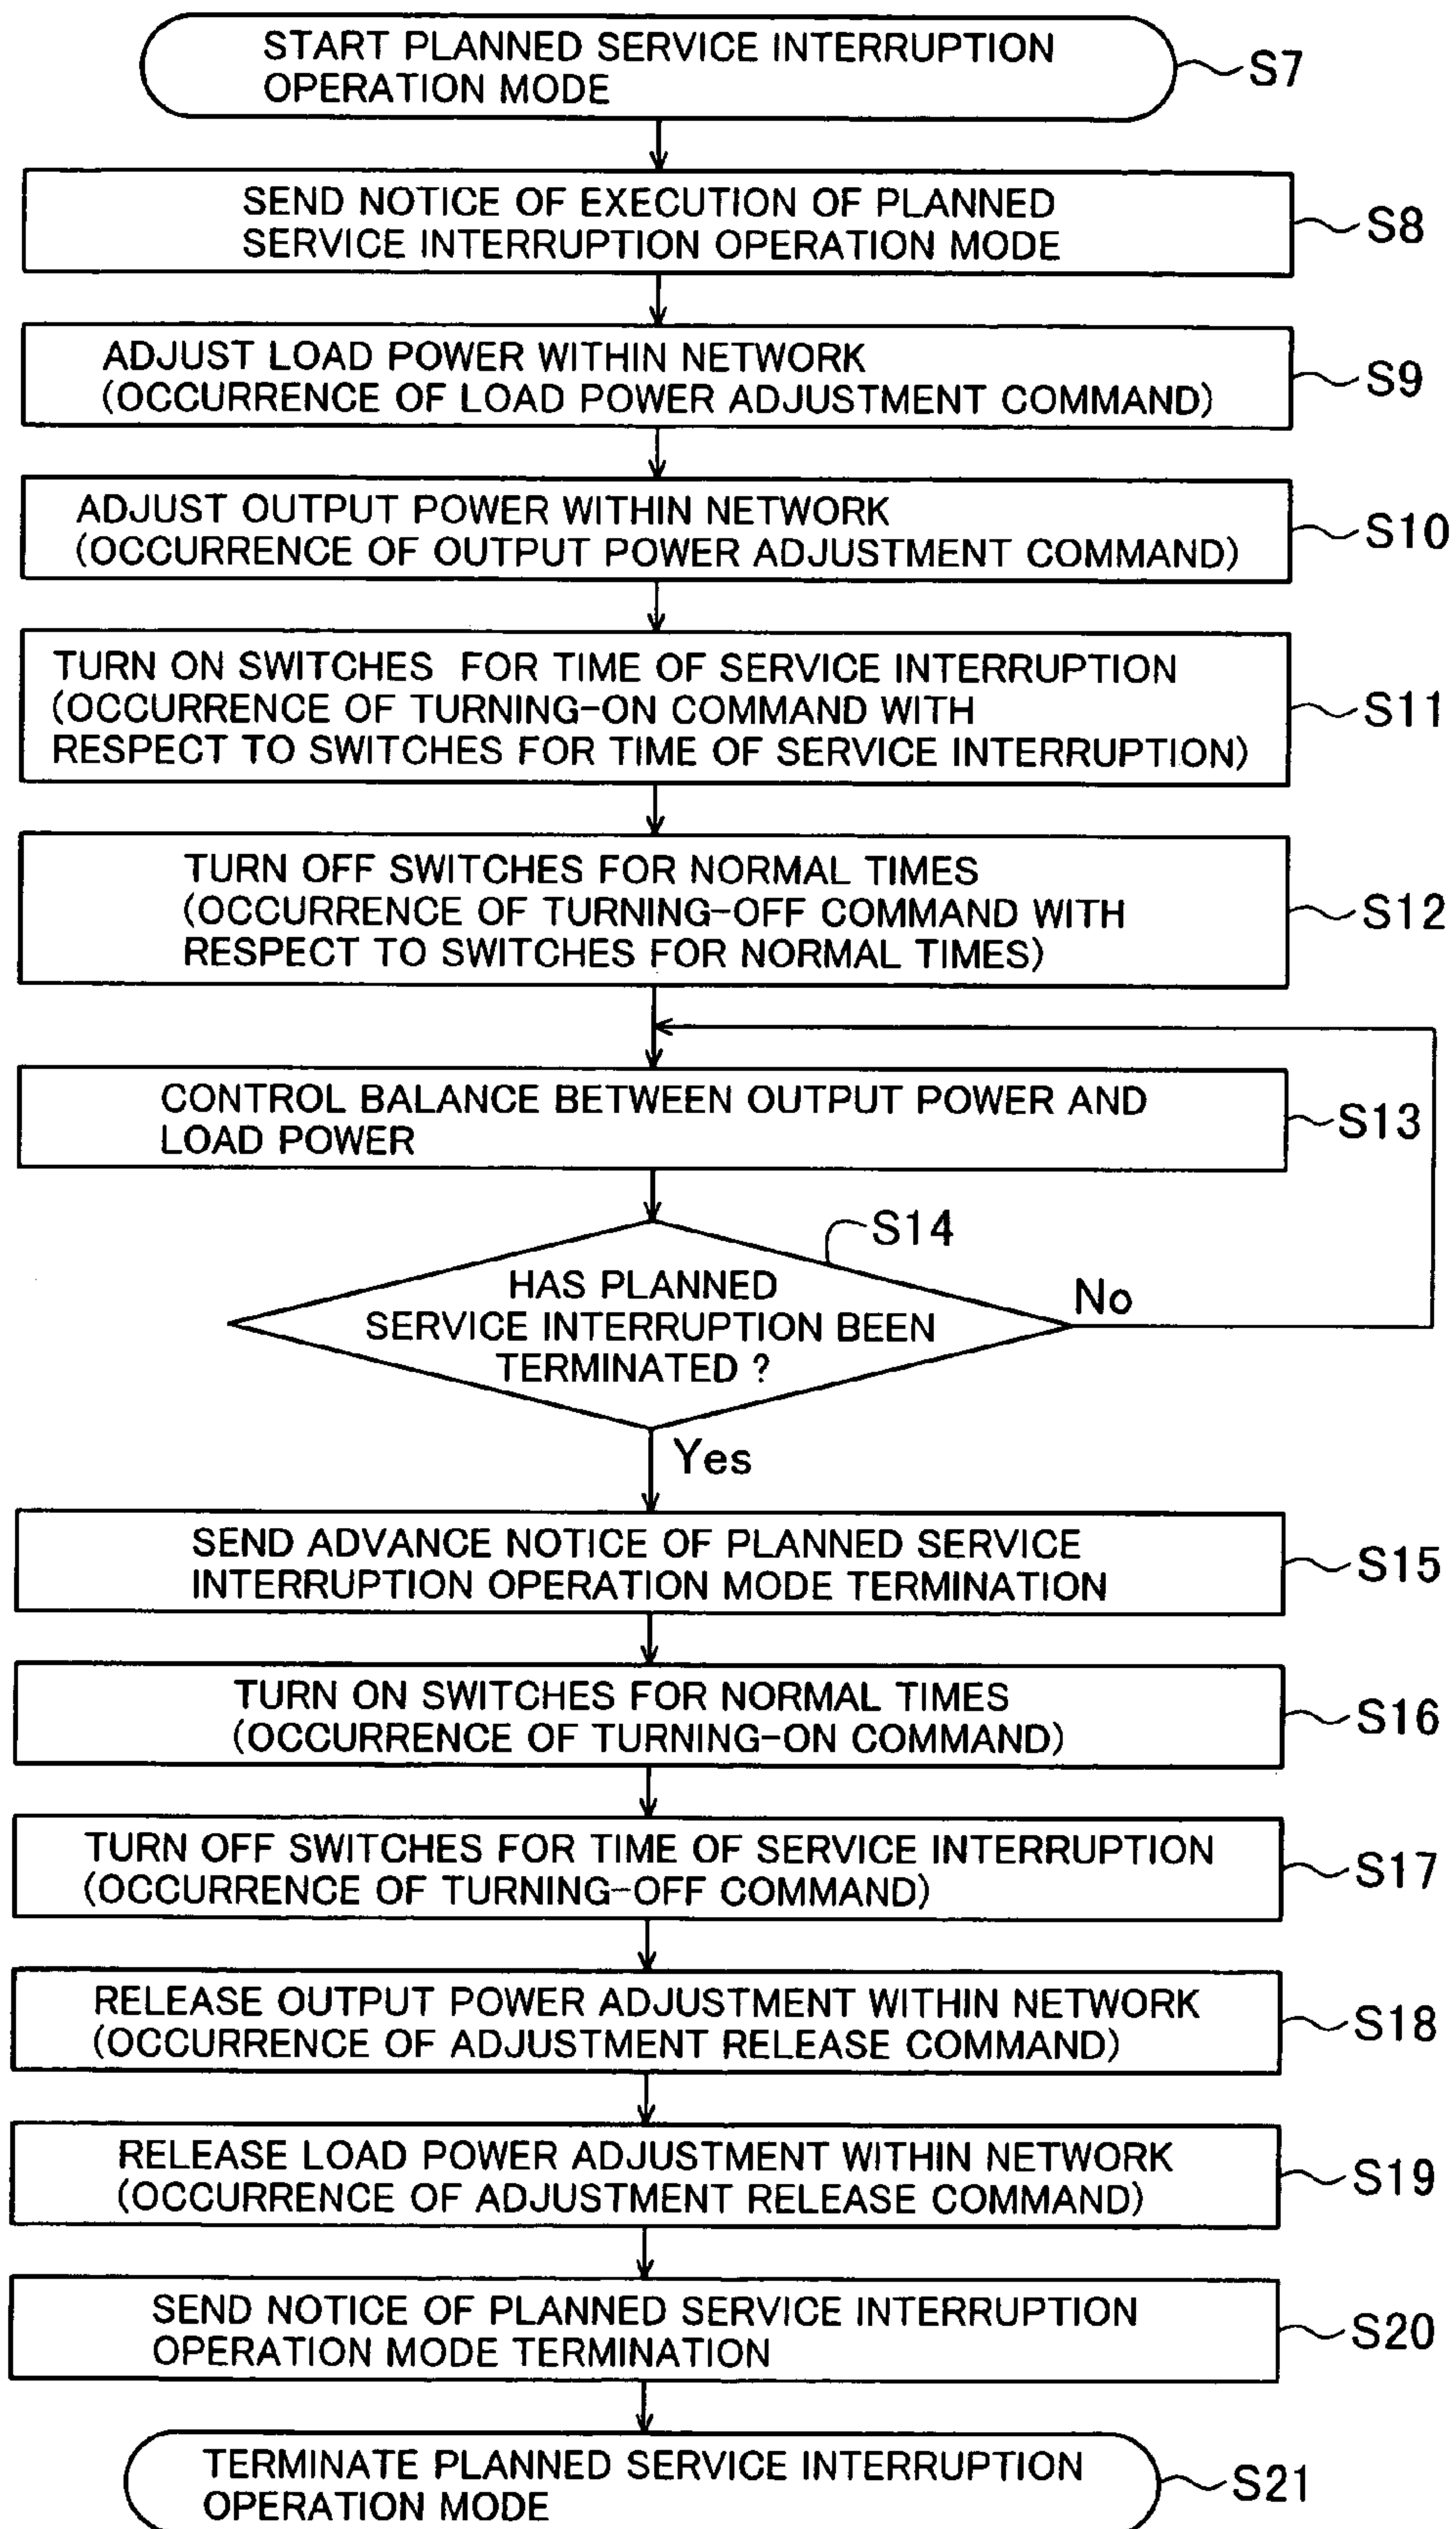 START PLANNED SERVICE INTERRUPTION
OPERATION MODE
S7
SEND NOTICE OF EXECUTION OF PLANNED
SERVICE INTERRUPTION OPERATION MODE
S8
ADJUST LOAD POWER WITHIN NETWORK
(OCCURRENCE OF LOAD POWER ADJUSTMENT COMMAND)
S9
ADJUST OUTPUT POWER WITHIN NETWORK
(OCCURRENCE OF OUTPUT POWER ADJUSTMENT COMMAND)
S10
TURN ON SWITCHES FOR TIME OF SERVICE INTERRUPTION
(OCCURRENCE OF TURNING-ON COMMAND WITH
RESPECT TO SWITCHES FOR TIME OF SERVICE INTERRUPTION)
S11
TURN OFF SWITCHES FOR NORMAL TIMES
(OCCURRENCE OF TURNING-OFF COMMAND WITH
RESPECT TO SWITCHES FOR NORMAL TIMES)
S12
CONTROL BALANCE BETWEEN OUTPUT POWER AND
LOAD POWER
S13
S14
HAS PLANNED
SERVICE INTERRUPTION BEEN
TERMINATED ?
No
Yes
SEND ADVANCE NOTICE OF PLANNED SERVICE
INTERRUPTION OPERATION MODE TERMINATION
S15
TURN ON SWITCHES FOR NORMAL TIMES
(OCCURRENCE OF TURNING-ON COMMAND)
S16
TURN OFF SWITCHES FOR TIME OF SERVICE INTERRUPTION
(OCCURRENCE OF TURNING-OFF COMMAND)
S17
RELEASE OUTPUT POWER ADJUSTMENT WITHIN NETWORK
(OCCURRENCE OF ADJUSTMENT RELEASE COMMAND)
S18
RELEASE LOAD POWER ADJUSTMENT WITHIN NETWORK
(OCCURRENCE OF ADJUSTMENT RELEASE COMMAND)
S19
SEND NOTICE OF PLANNED SERVICE INTERRUPTION
OPERATION MODE TERMINATION
S20
TERMINATE PLANNED SERVICE INTERRUPTION
OPERATION MODE
S21